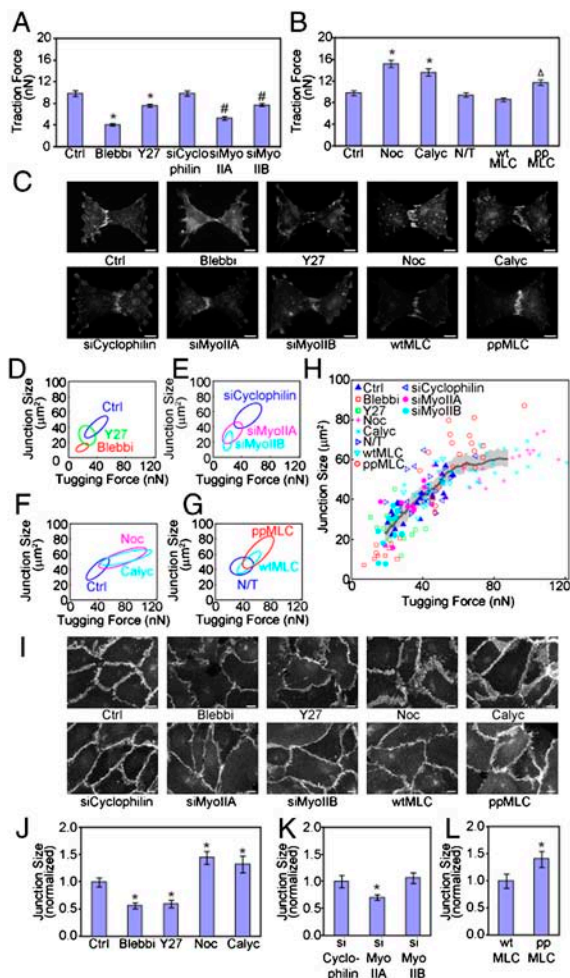 A
Traction Force
(nN)
20
16
12
8
4
0
*
*
#
#
Ctrl
Blebbi
Y27
siCyclo
philin
siMyo
IIA
siMyo
IIB
B
Traction Force
(nN)
20
16
12
8
4
0
*
*
Δ
Ctrl
Noc
Calyc
N/T
wt
MLC
pp
MLC
C
Ctrl
Blebbi
Y27
Noc
Calyc
siCyclophilin
siMyoIIA
siMyoIIB
wtMLC
ppMLC
D
Junction Size
(μm²)
100
80
60
40
20
0
Ctrl
Y27
Blebbi
0 40 80 120
Tugging Force (nN)
E
Junction Size
(μm²)
100
80
60
40
20
0
siCyclophilin
siMyoIIA
siMyoIIB
0 40 80 120
Tugging Force (nN)
F
Junction Size
(μm²)
100
80
60
40
20
0
Noc
Calyc
Ctrl
0 40 80 120
Tugging Force (nN)
G
Junction Size
(μm²)
100
80
60
40
20
0
ppMLC
wtMLC
N/T
0 40 80 120
Tugging Force (nN)
H
Junction Size (μm²)
100
80
60
40
20
0
Ctrl
Blebbi
Y27
Noc
Calyc
N/T
wtMLC
ppMLC
siCyclophilin
siMyoIIA
siMyoIIB
0 40 80 120
Tugging Force (nN)
I
Ctrl
Blebbi
Y27
Noc
Calyc
siCyclophilin
siMyoIIA
siMyoIIB
wtMLC
ppMLC
J
Junction Size
(normalized)
2.0
1.5
1.0
0.5
0.0
*
*
*
*
Ctrl
Blebbi
Y27
Noc
Calyc
K
Junction Size
(normalized)
2.0
1.5
1.0
0.5
0.0
*
si
Cyclo-
philin
si
Myo
IIA
si
Myo
IIB
L
Junction Size
(normalized)
2.0
1.5
1.0
0.5
0.0
*
wt
MLC
pp
MLC